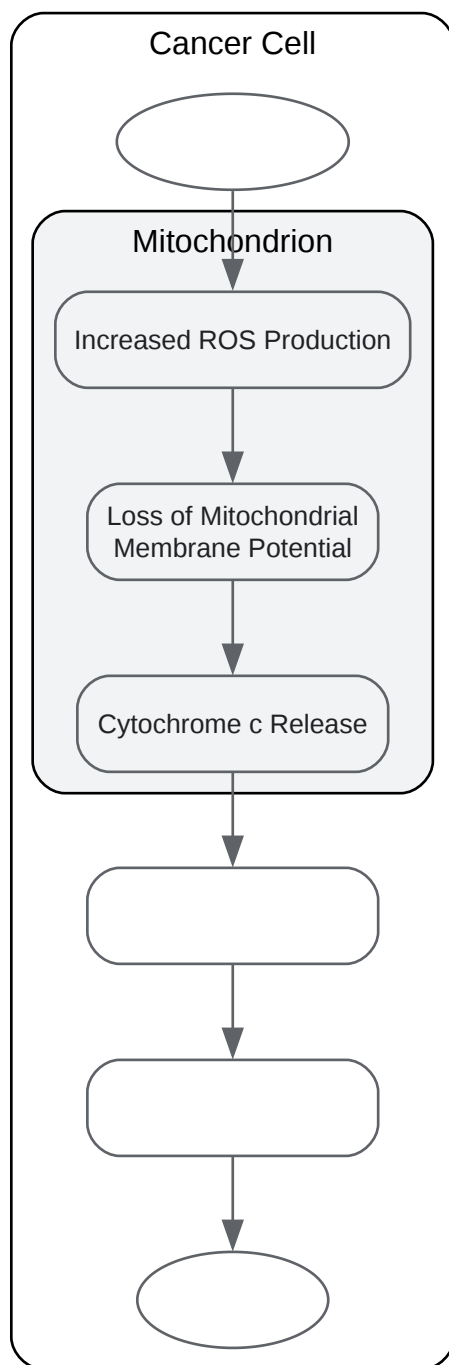 Cancer Cell
Mitochondrion
Increased ROS Production
Loss of Mitochondrial
Membrane Potential
Cytochrome c Release